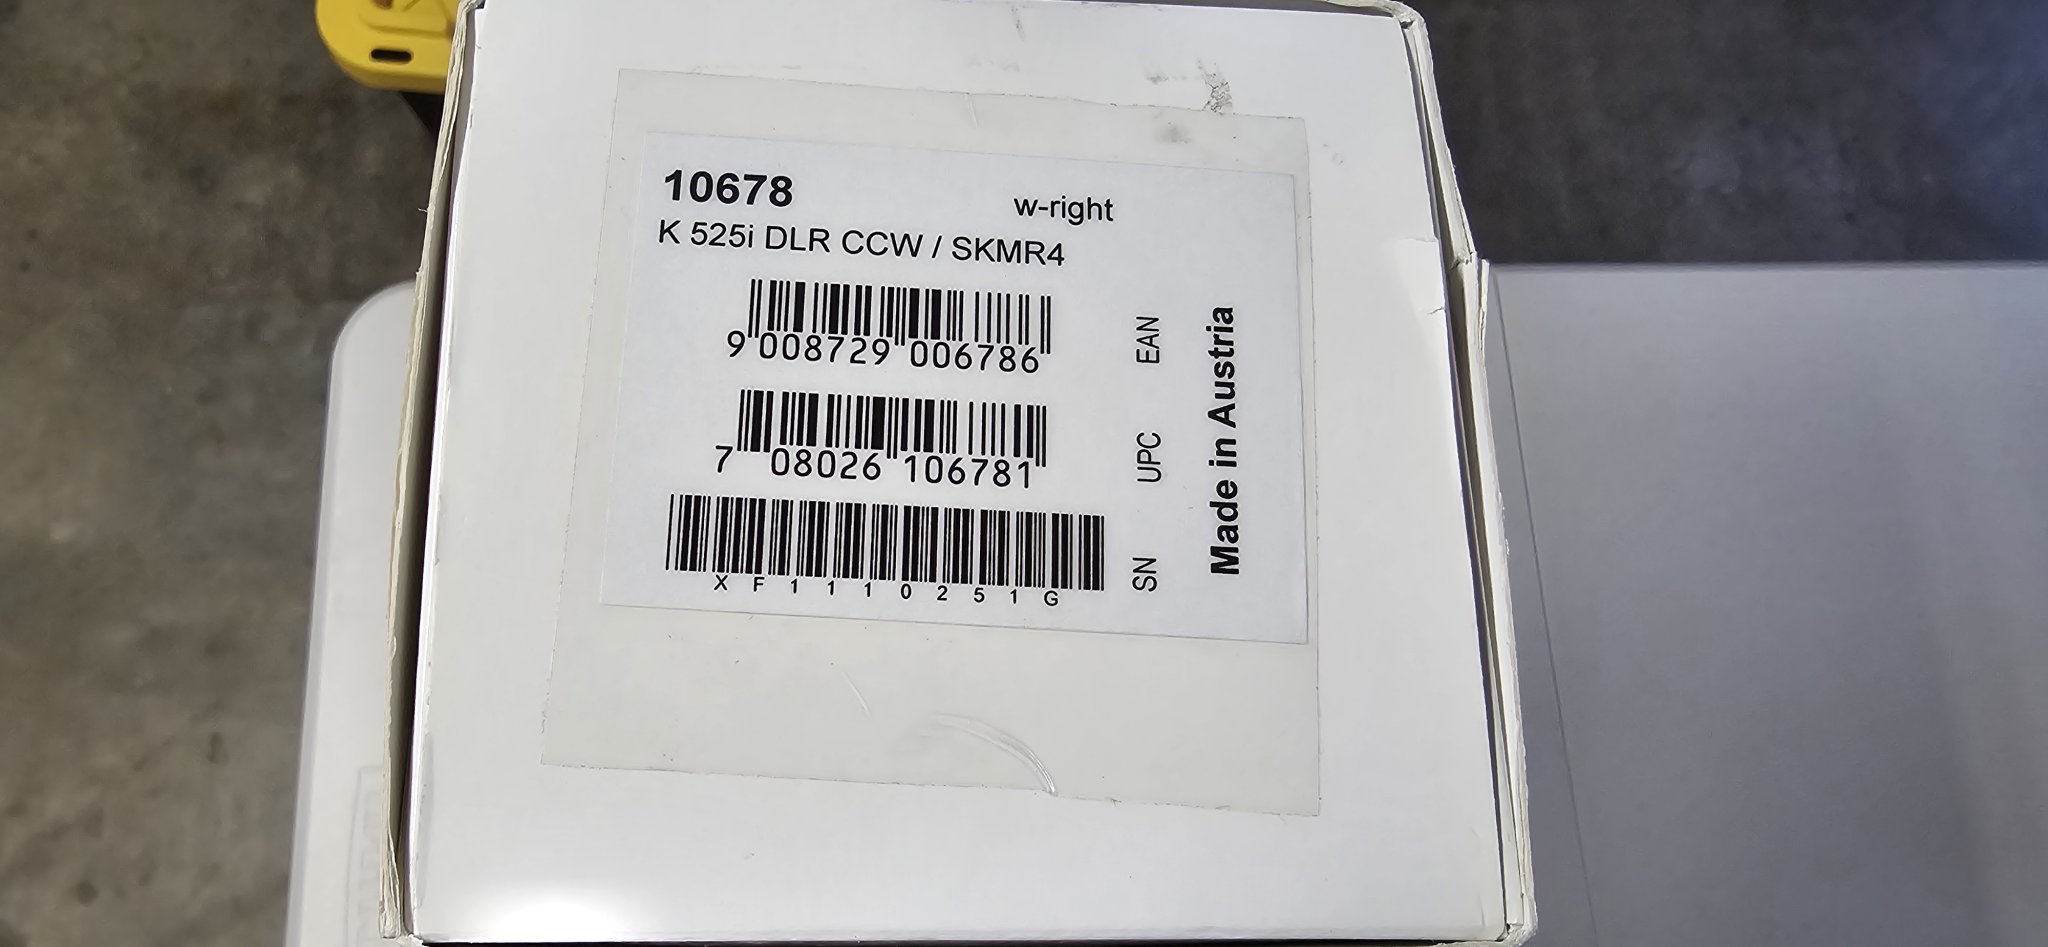 10678
w-right
K 525i DLR CCW / SKMR4
9 008729 006786
EAN
7 08026 106781
UPC
XF1110251G
SN
Made in Austria